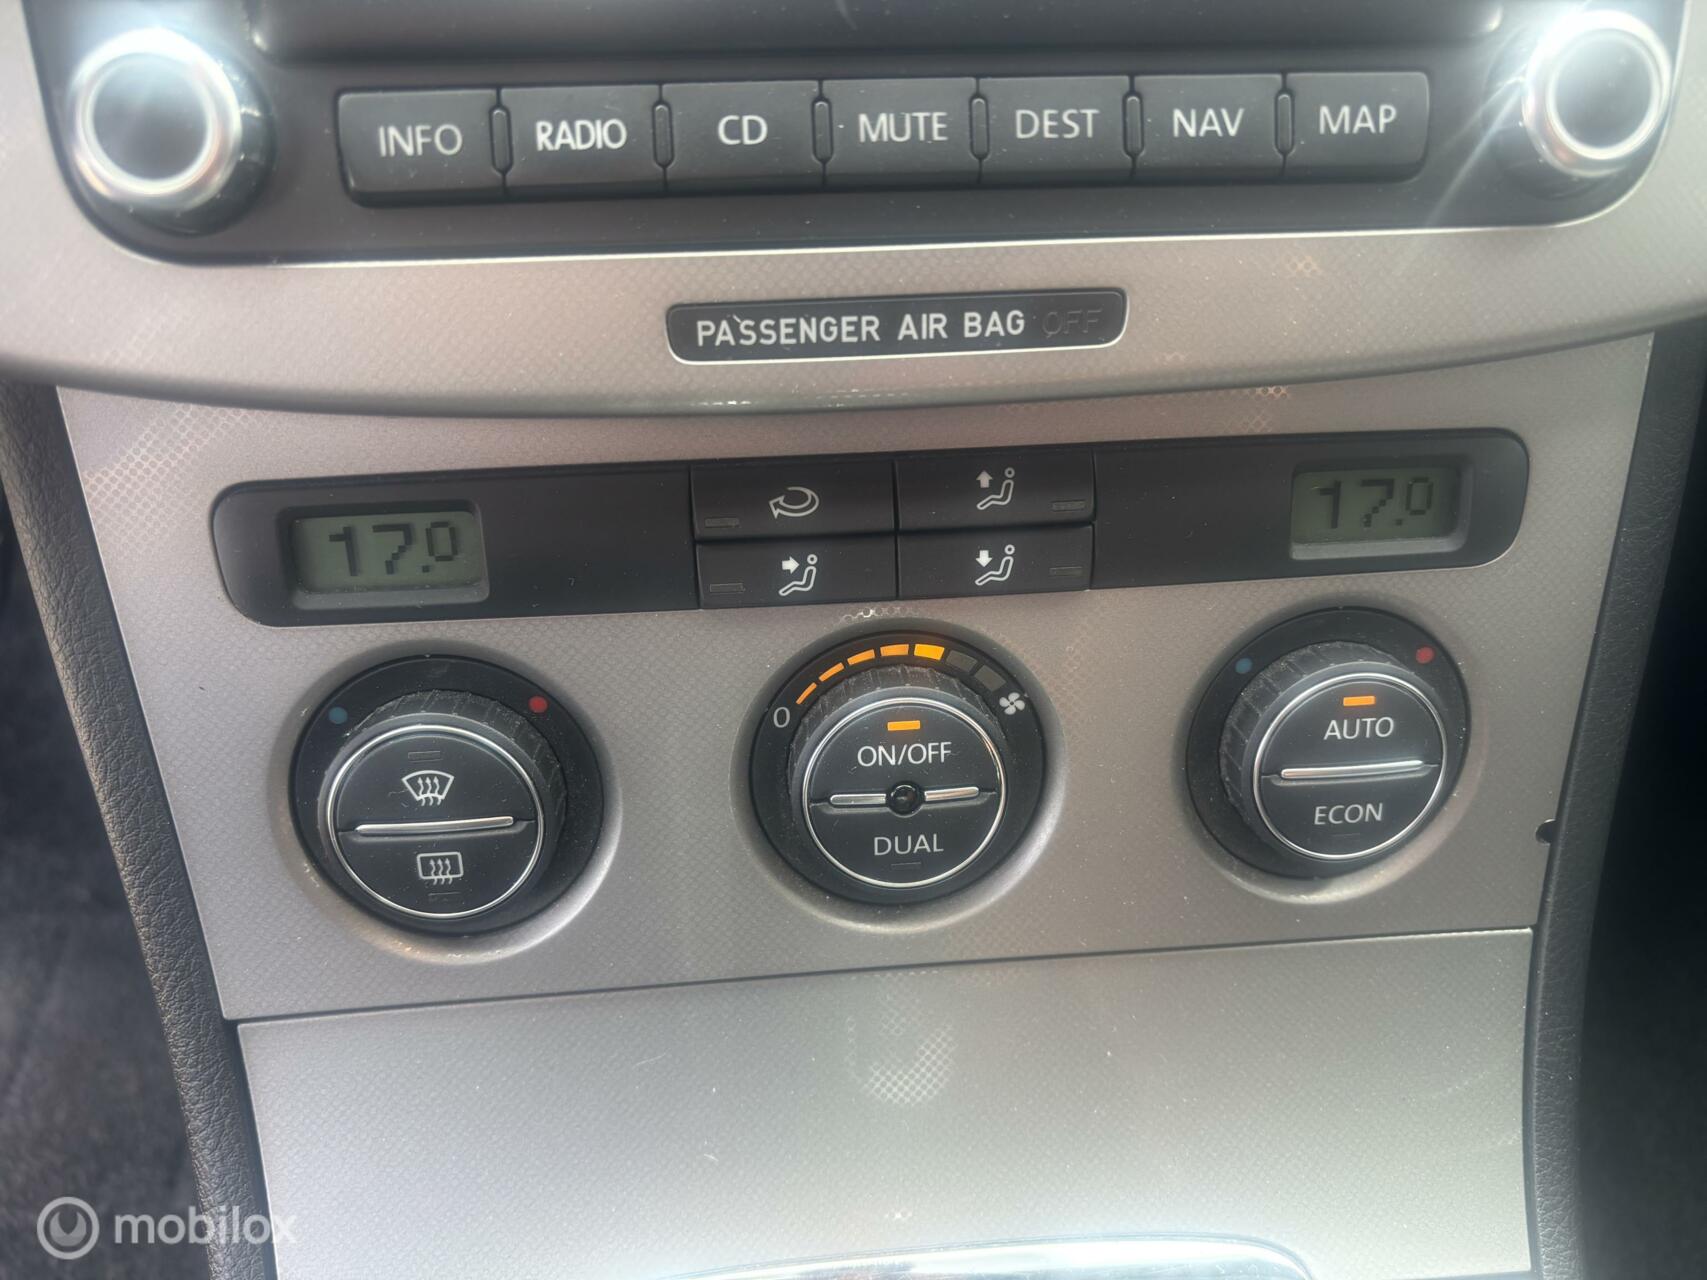 INFO RADIO CD MUTE DEST NAV MAP
PASSENGER AIR BAG OFF
17.0 17.0
0
ON/OFF
DUAL
AUTO
ECON
mobilox